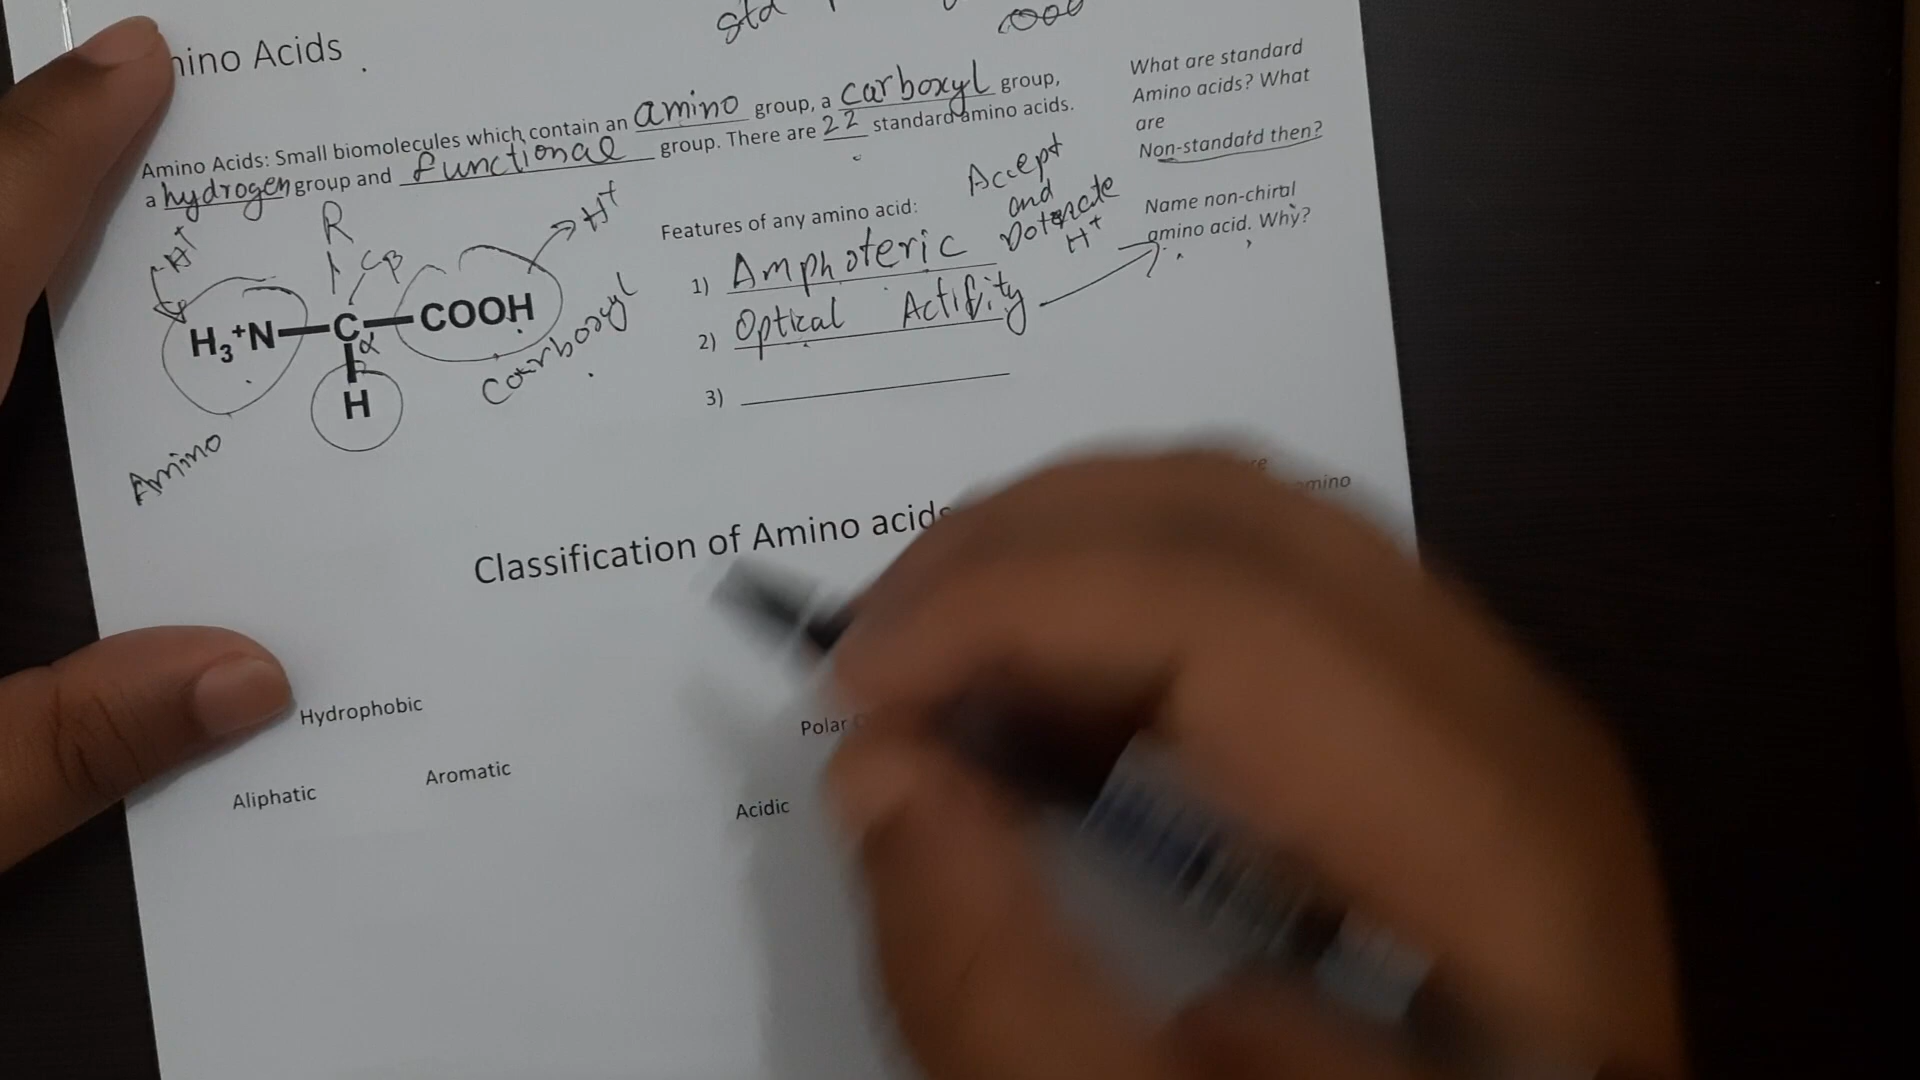 std
mino Acids
Amino Acids: Small biomolecules which contain an amino group, a carboxyl group,
a hydrogen group and functional group. There are 22 standard amino acids.
What are standard
Amino acids? What
are
Non-standard then?
Name non-chiral
amino acid. Why?
Features of any amino acid:
1) Amphoteric
2) Optical Actifity
3)
Accept
and
Dotenate
H+
R
Cβ
H+
H+
H3+N—C—COOH
α
H
Amino
Carboxyl
amino
Classification of Amino acids
Hydrophobic
Polar
Aliphatic
Aromatic
Acidic